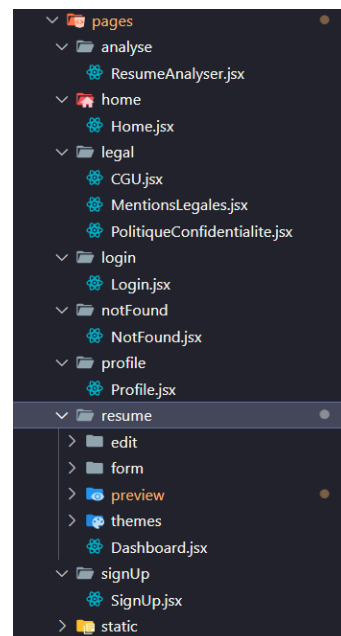 pages
analyse
ResumeAnalyser.jsx
home
Home.jsx
legal
CGU.jsx
MentionsLegales.jsx
PolitiqueConfidentialite.jsx
login
Login.jsx
notFound
NotFound.jsx
profile
Profile.jsx
resume
edit
form
preview
themes
Dashboard.jsx
signUp
SignUp.jsx
static